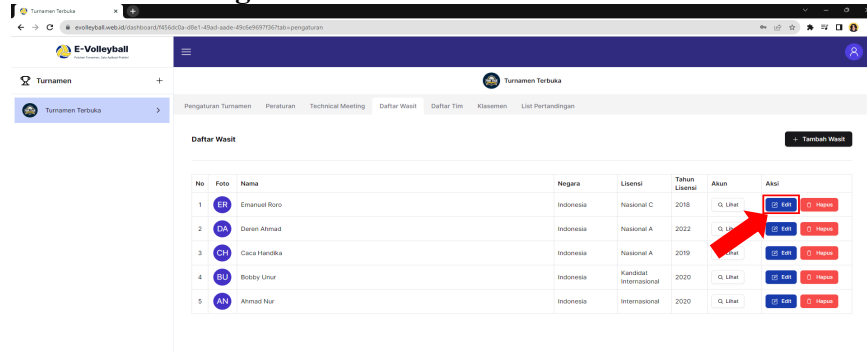 Turnamen Terbuka
evolleyball.web.id/dashboard/f456dc0a-d8e1-49ad-aade-49c6e9697f36?tab=pengaturan
E-Volleyball
Turnamen
Turnamen Terbuka
Turnamen Terbuka
Pengaturan Turnamen Peraturan Technical Meeting Daftar Wasit Daftar Tim Klasemen List Pertandingan
Daftar Wasit
+ Tambah Wasit
No Foto Nama Negara Lisensi Tahun Lisensi Akun Aksi
1 ER Emanuel Roro Indonesia Nasional C 2018 Lihat Edit Hapus
2 DA Deren Ahmad Indonesia Nasional A 2022 Edit Hapus
3 CH Caca Handika Indonesia Nasional A 2019 Edit Hapus
4 BU Bobby Unur Indonesia Kandidat Internasional 2020 Lihat Edit Hapus
5 AN Ahmad Nur Indonesia Internasional 2020 Lihat Edit Hapus